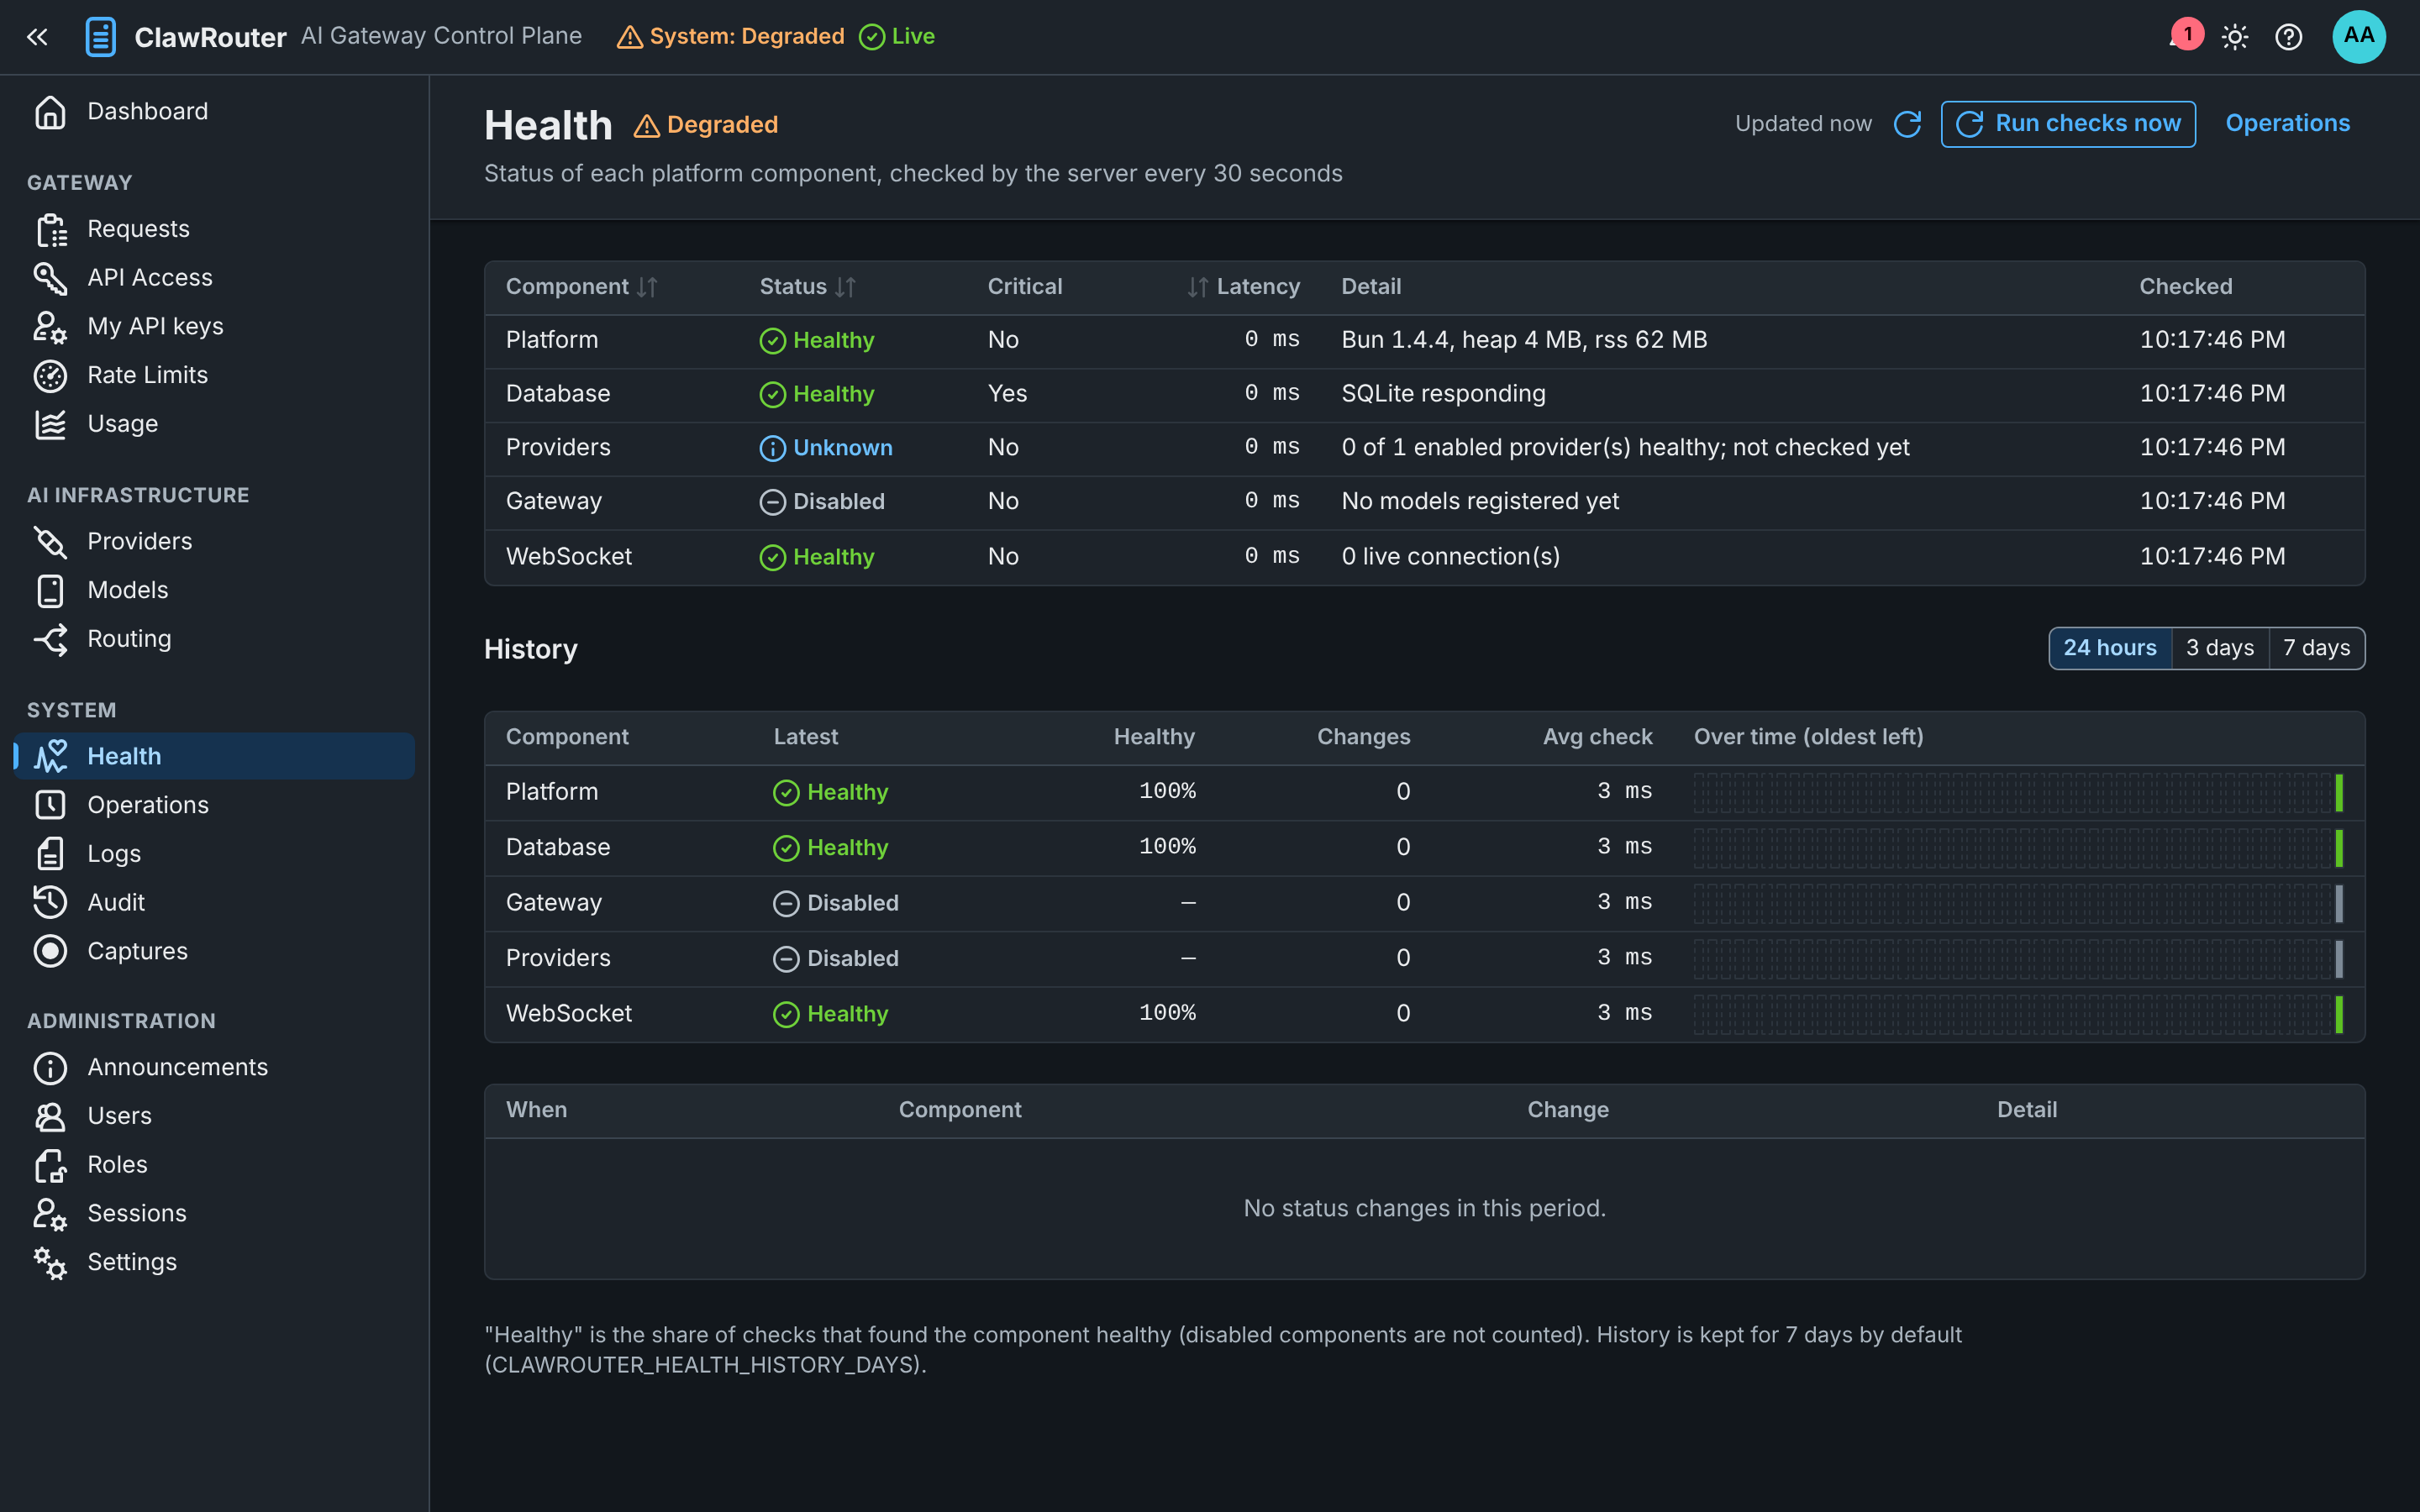 ClawRouter AI Gateway Control Plane System: Degraded Live 1 AA
Dashboard
GATEWAY
Requests
API Access
My API keys
Rate Limits
Usage
AI INFRASTRUCTURE
Providers
Models
Routing
SYSTEM
Health
Operations
Logs
Audit
Captures
ADMINISTRATION
Announcements
Users
Roles
Sessions
Settings
Health Degraded Updated now Run checks now Operations
Status of each platform component, checked by the server every 30 seconds
Component Status Critical Latency Detail Checked
Platform Healthy No 0 ms Bun 1.4.4, heap 4 MB, rss 62 MB 10:17:46 PM
Database Healthy Yes 0 ms SQLite responding 10:17:46 PM
Providers Unknown No 0 ms 0 of 1 enabled provider(s) healthy; not checked yet 10:17:46 PM
Gateway Disabled No 0 ms No models registered yet 10:17:46 PM
WebSocket Healthy No 0 ms 0 live connection(s) 10:17:46 PM
History 24 hours 3 days 7 days
Component Latest Healthy Changes Avg check Over time (oldest left)
Platform Healthy 100% 0 3 ms
Database Healthy 100% 0 3 ms
Gateway Disabled — 0 3 ms
Providers Disabled — 0 3 ms
WebSocket Healthy 100% 0 3 ms
When Component Change Detail
No status changes in this period.
"Healthy" is the share of checks that found the component healthy (disabled components are not counted). History is kept for 7 days by default
(CLAWROUTER_HEALTH_HISTORY_DAYS).